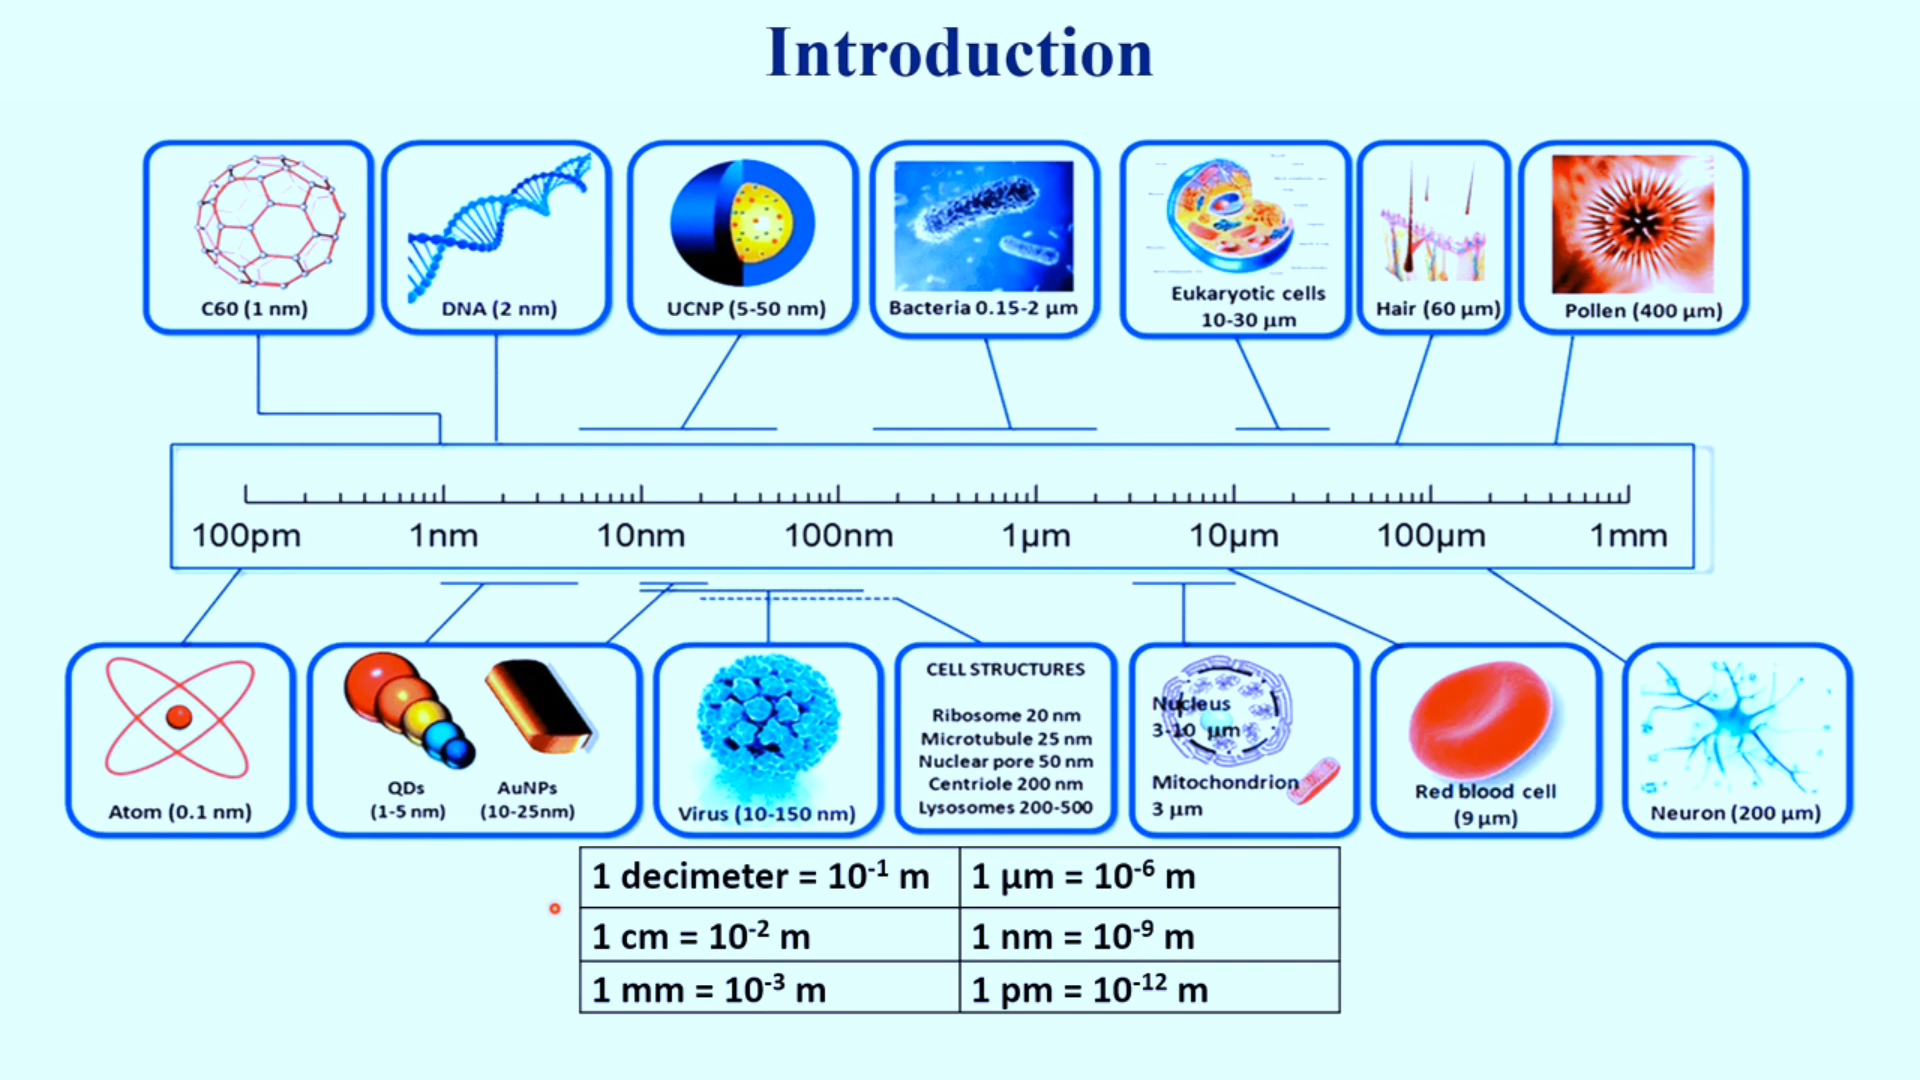 Introduction
C60 (1 nm)
DNA (2 nm)
UCNP (5-50 nm)
Bacteria 0.15-2 µm
Eukaryotic cells
10-30 µm
Hair (60 µm)
Pollen (400 µm)
100pm 1nm 10nm 100nm 1µm 10µm 100µm 1mm
Atom (0.1 nm)
QDs
(1-5 nm)
AuNPs
(10-25nm)
Virus (10-150 nm)
CELL STRUCTURES
Ribosome 20 nm
Microtubule 25 nm
Nuclear pore 50 nm
Centriole 200 nm
Lysosomes 200-500
Nucleus
3-10 µm
Mitochondrion
3 µm
Red blood cell
(9 µm)
Neuron (200 µm)
1 decimeter = 10⁻¹ m
1 µm = 10⁻⁶ m
1 cm = 10⁻² m
1 nm = 10⁻⁹ m
1 mm = 10⁻³ m
1 pm = 10⁻¹² m